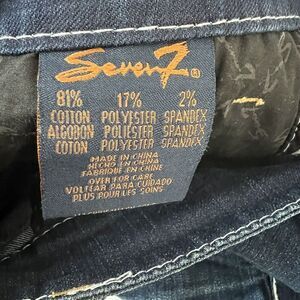 Seven7®
81% 17% 2%
COTTON POLYESTER SPANDEX
ALGODON POLIESTER SPANDEX
COTON POLYESTER SPANDEX
MADE IN CHINA
HECHO EN CHINA
FABRIQUE EN CHINE
OVER FOR CARE
VOLTEAR PARA CUIDADO
PLUS POUR LES SOINS